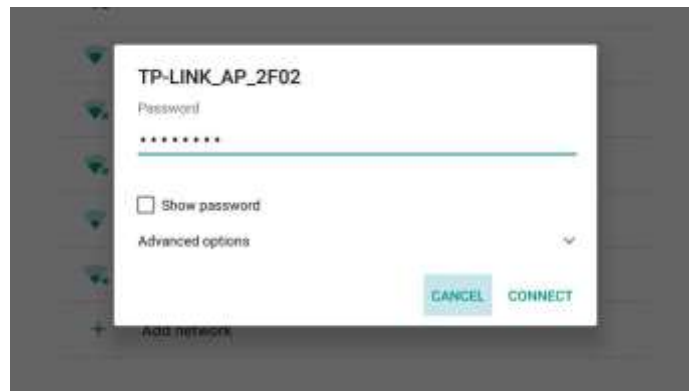 TP-LINK_AP_2F02
Password
••••••••
Show password
Advanced options
CANCEL CONNECT
Add network